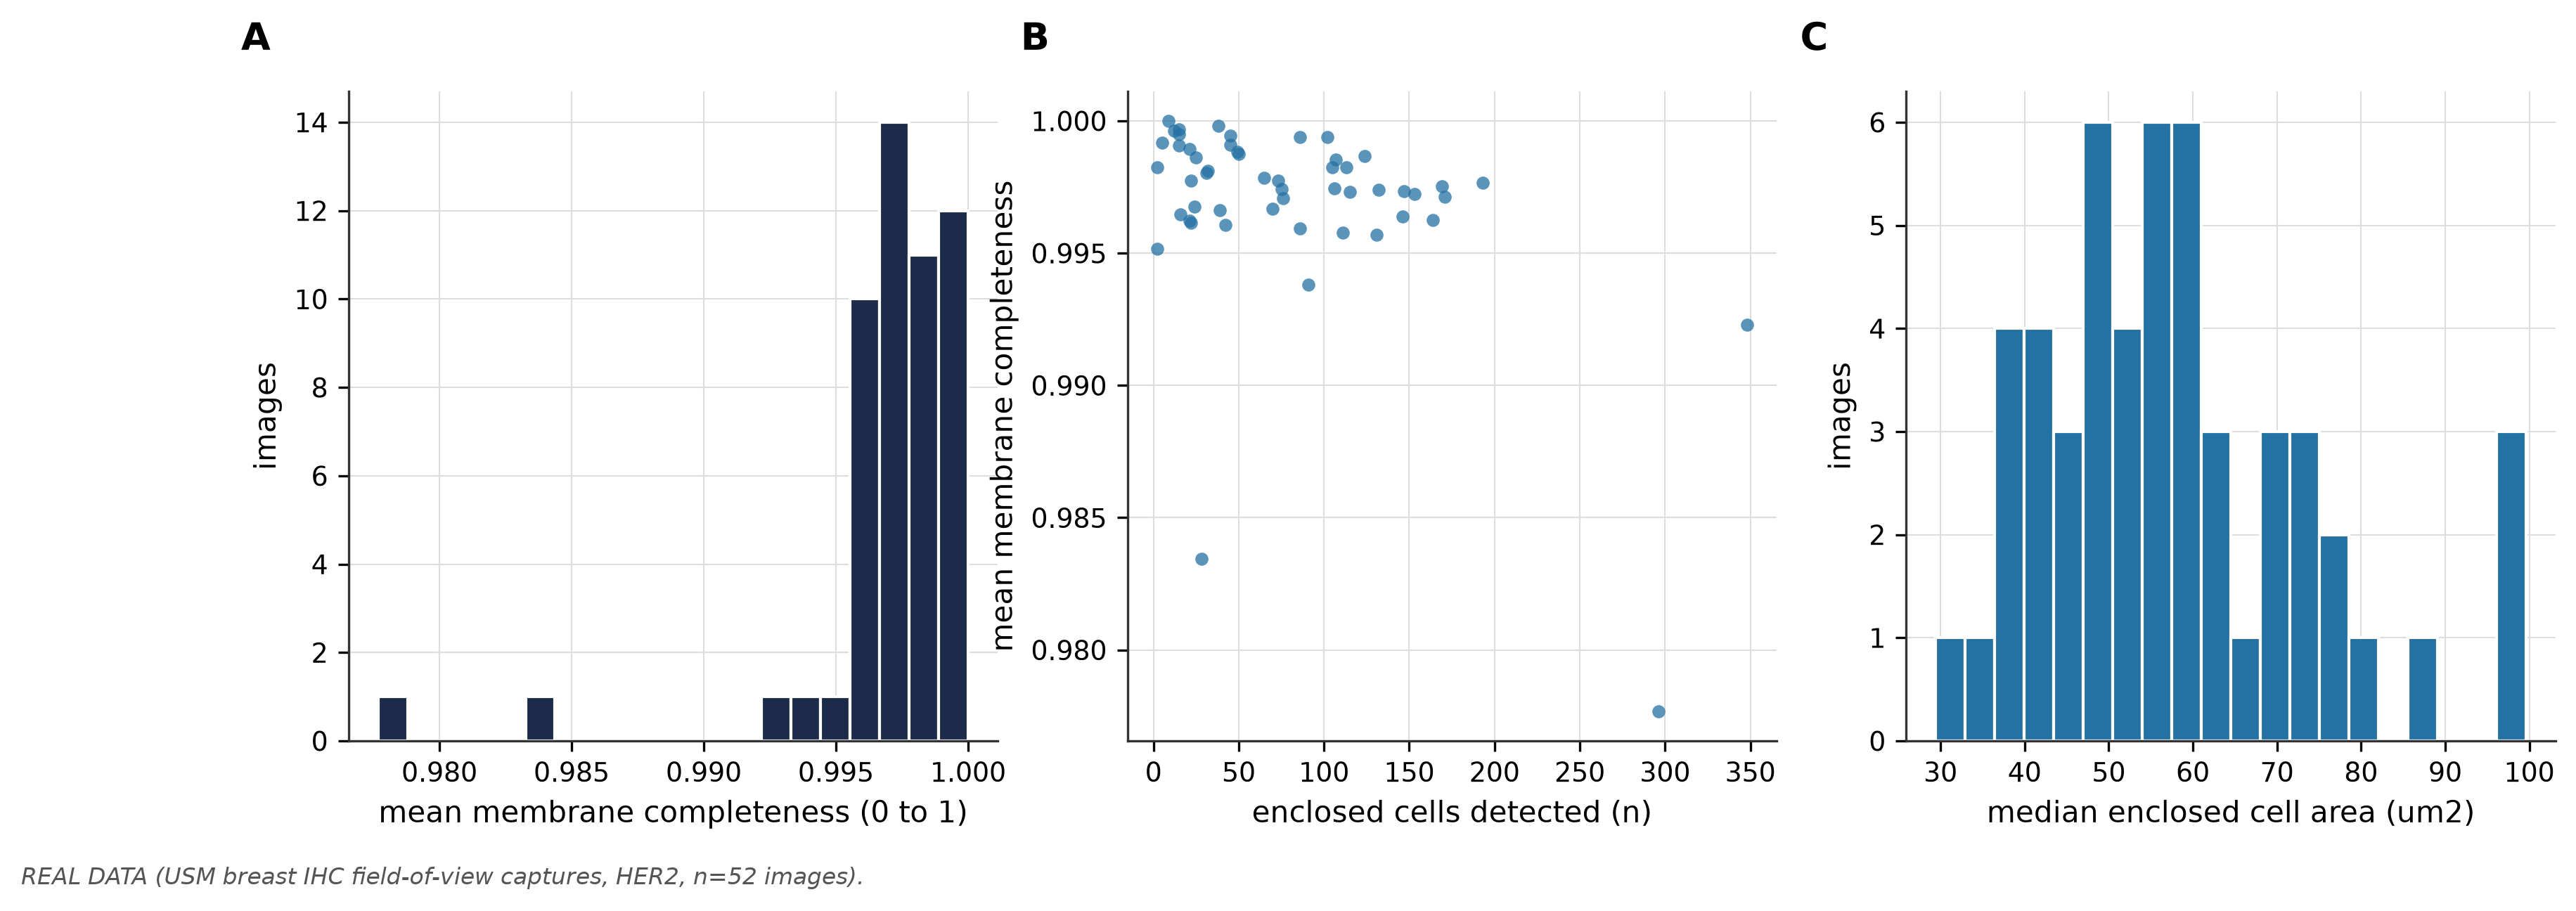 A
14
12
10
8
6
4
2
0
images
0.980 0.985 0.990 0.995 1.000
mean membrane completeness (0 to 1)
B
1.000
0.995
0.990
0.985
0.980
mean membrane completeness
0 50 100 150 200 250 300 350
enclosed cells detected (n)
C
6
5
4
3
2
1
0
images
30 40 50 60 70 80 90 100
median enclosed cell area (um2)
REAL DATA (USM breast IHC field-of-view captures, HER2, n=52 images).